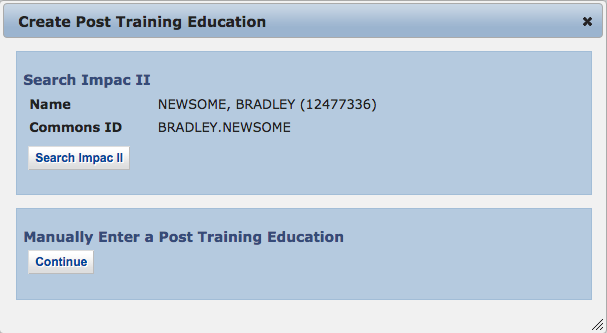 Create Post Training Education
Search Impac II
Name NEWSOME, BRADLEY (12477336)
Commons ID BRADLEY.NEWSOME
Search Impac II
Manually Enter a Post Training Education
Continue